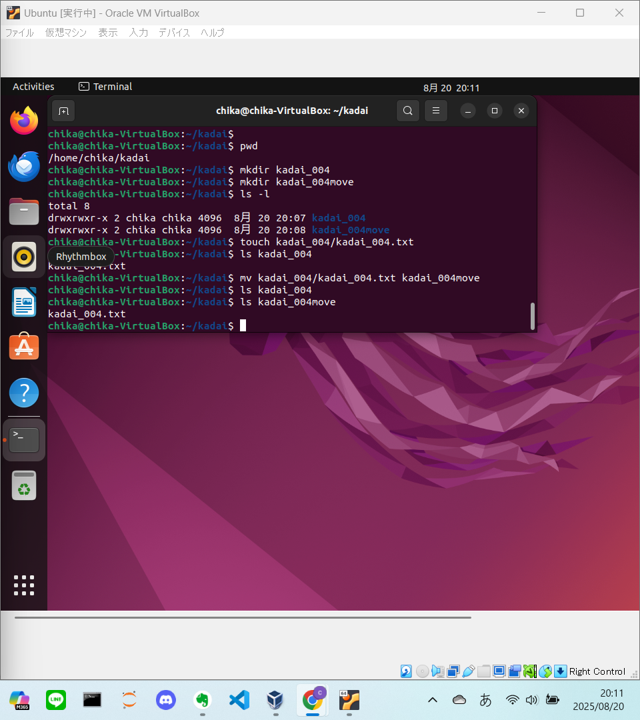 Ubuntu [実行中] - Oracle VM VirtualBox
ファイル 仮想マシン 表示 入力 デバイス ヘルプ
Activities Terminal 8月 20 20:11
chika@chika-VirtualBox: ~/kadai
chika@chika-VirtualBox:~/kadai$
chika@chika-VirtualBox:~/kadai$ pwd
/home/chika/kadai
chika@chika-VirtualBox:~/kadai$ mkdir kadai_004
chika@chika-VirtualBox:~/kadai$ mkdir kadai_004move
chika@chika-VirtualBox:~/kadai$ ls -l
total 8
drwxrwxr-x 2 chika chika 4096  8月 20 20:07 kadai_004
drwxrwxr-x 2 chika chika 4096  8月 20 20:08 kadai_004move
chika@chika-VirtualBox:~/kadai$ touch kadai_004/kadai_004.txt
chika@chika-VirtualBox:~/kadai$ ls kadai_004
Rhythmbox
kadai_004.txt
chika@chika-VirtualBox:~/kadai$ mv kadai_004/kadai_004.txt kadai_004move
chika@chika-VirtualBox:~/kadai$ ls kadai_004
chika@chika-VirtualBox:~/kadai$ ls kadai_004move
kadai_004.txt
chika@chika-VirtualBox:~/kadai$
Right Control
M365
LINE
あ
20:11
2025/08/20